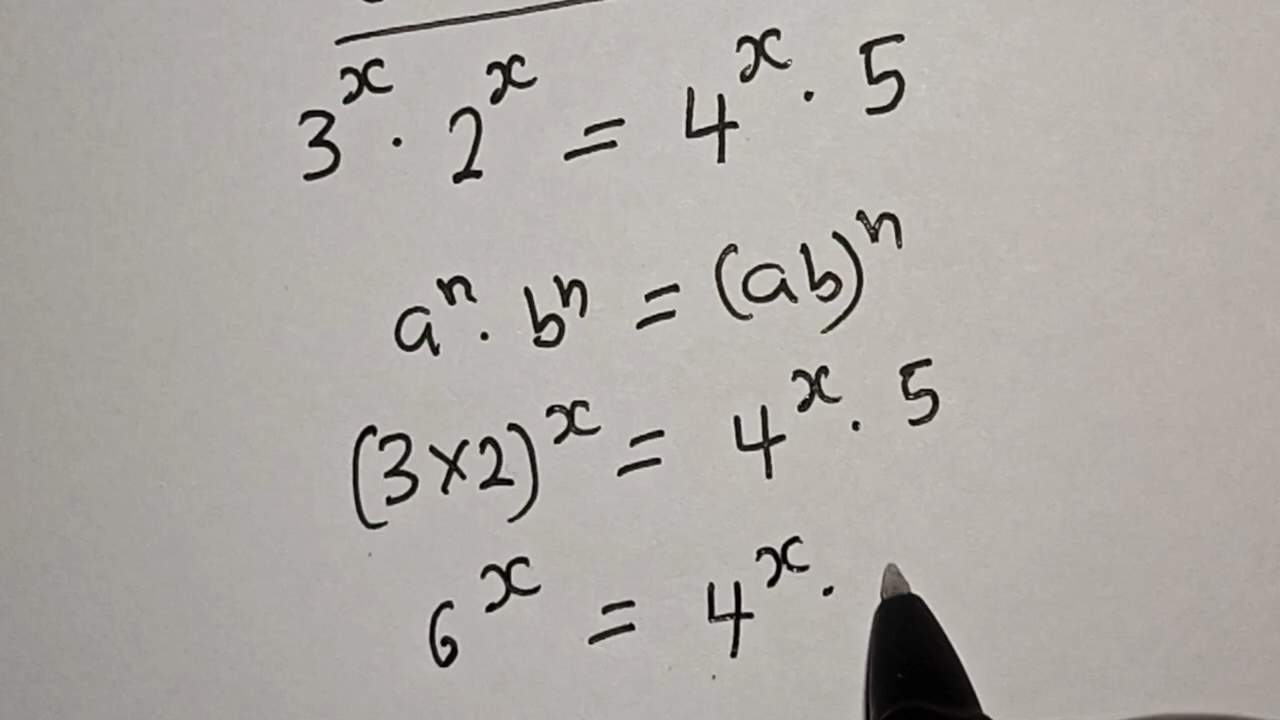 3^x · 2^x = 4^x · 5
a^n · b^n = (ab)^n
(3×2)^x = 4^x · 5
6^x = 4^x ·